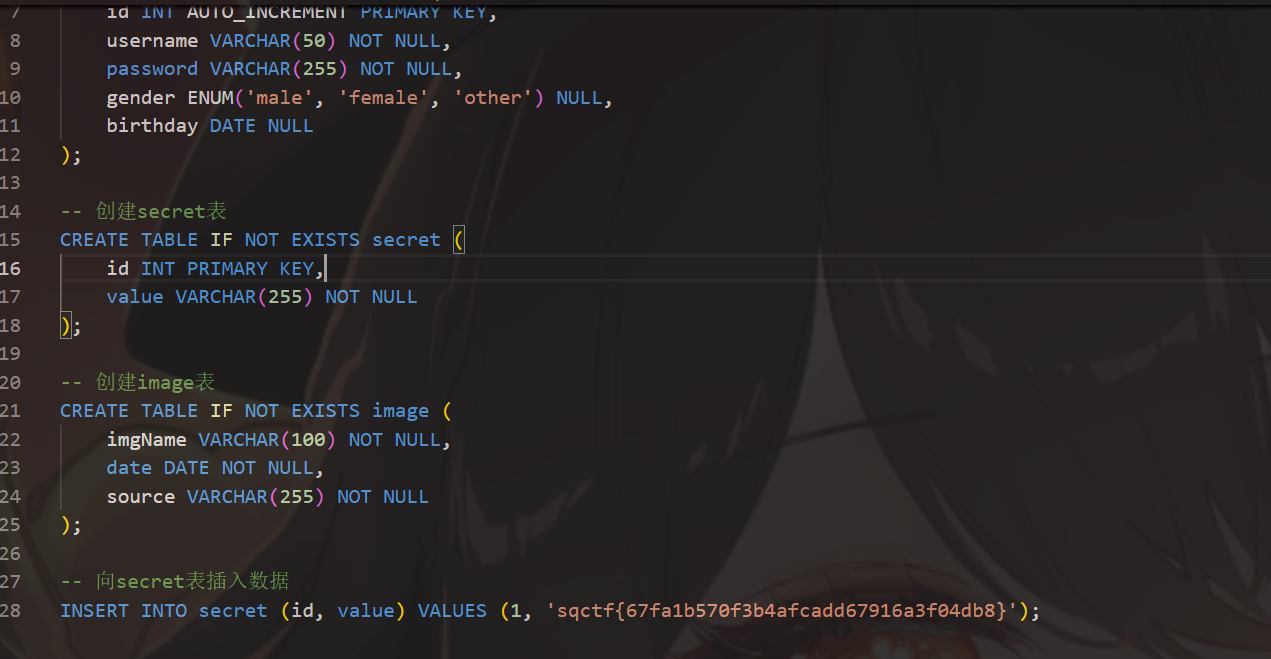 7 id INT AUTO_INCREMENT PRIMARY KEY,
8 username VARCHAR(50) NOT NULL,
9 password VARCHAR(255) NOT NULL,
10 gender ENUM('male', 'female', 'other') NULL,
11 birthday DATE NULL
12 );
13
14 -- 创建secret表
15 CREATE TABLE IF NOT EXISTS secret (
16 id INT PRIMARY KEY,
17 value VARCHAR(255) NOT NULL
18 );
19
20 -- 创建image表
21 CREATE TABLE IF NOT EXISTS image (
22 imgName VARCHAR(100) NOT NULL,
23 date DATE NOT NULL,
24 source VARCHAR(255) NOT NULL
25 );
26
27 -- 向secret表插入数据
28 INSERT INTO secret (id, value) VALUES (1, 'sqctf{67fa1b570f3b4afcadd67916a3f04db8}');